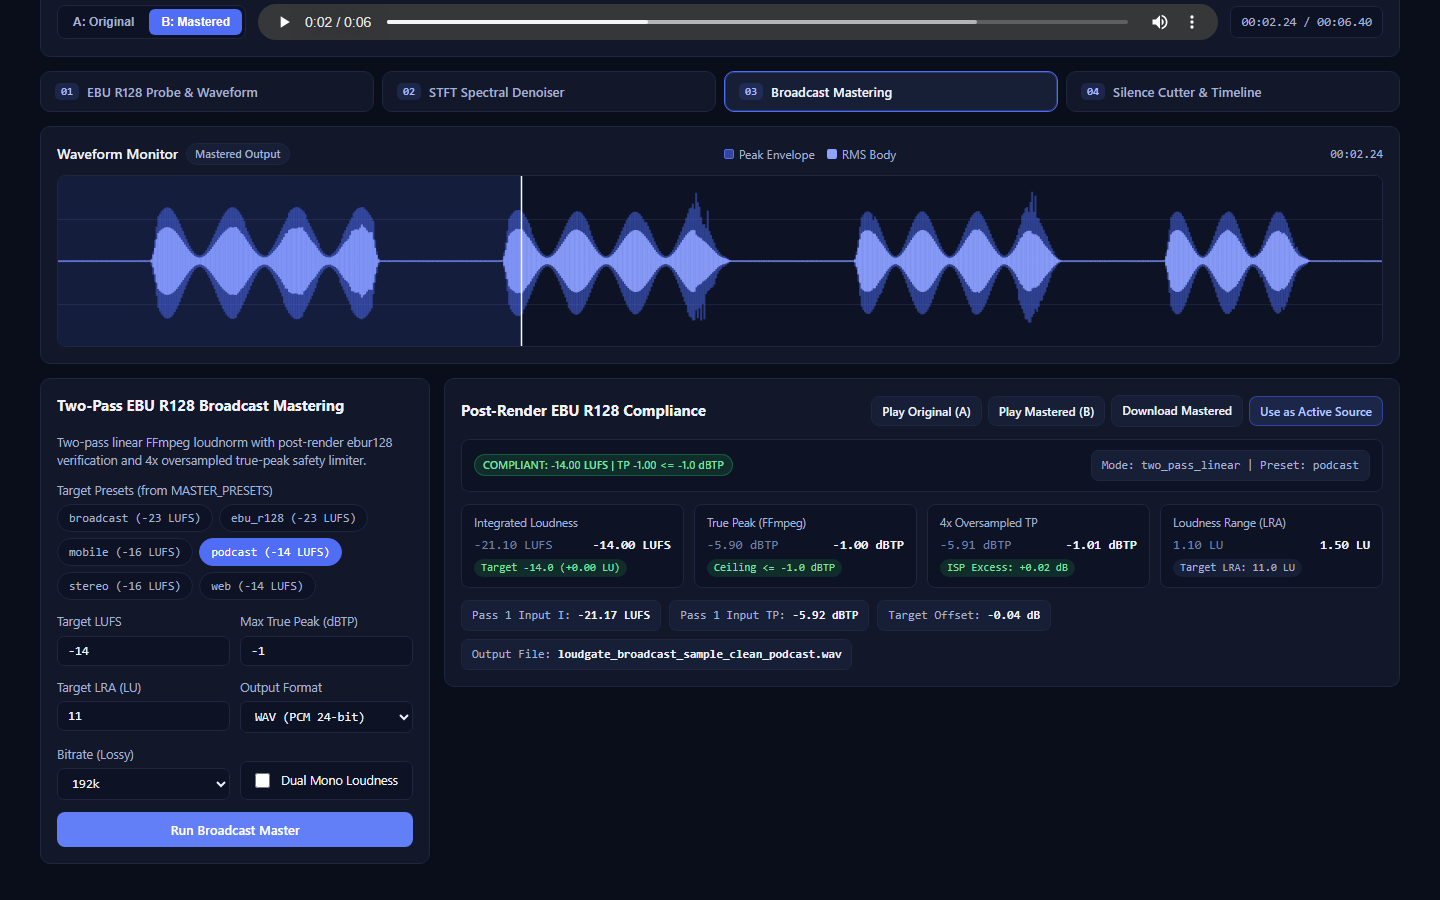 A: Original B: Mastered 0:02 / 0:06 00:02.24 / 00:06.40
01 EBU R128 Probe & Waveform 02 STFT Spectral Denoiser 03 Broadcast Mastering 04 Silence Cutter & Timeline
Waveform Monitor Mastered Output Peak Envelope RMS Body 00:02.24
Two-Pass EBU R128 Broadcast Mastering
Two-pass linear FFmpeg loudnorm with post-render ebur128
verification and 4x oversampled true-peak safety limiter.
Target Presets (from MASTER_PRESETS)
broadcast (-23 LUFS) ebu_r128 (-23 LUFS)
mobile (-16 LUFS) podcast (-14 LUFS)
stereo (-16 LUFS) web (-14 LUFS)
Target LUFS Max True Peak (dBTP)
-14 -1
Target LRA (LU) Output Format
11 WAV (PCM 24-bit)
Bitrate (Lossy)
192k Dual Mono Loudness
Run Broadcast Master
Post-Render EBU R128 Compliance Play Original (A) Play Mastered (B) Download Mastered Use as Active Source
COMPLIANT: -14.00 LUFS | TP -1.00 <= -1.0 dBTP Mode: two_pass_linear | Preset: podcast
Integrated Loudness True Peak (FFmpeg) 4x Oversampled TP Loudness Range (LRA)
-21.10 LUFS -14.00 LUFS -5.90 dBTP -1.00 dBTP -5.91 dBTP -1.01 dBTP 1.10 LU 1.50 LU
Target -14.0 (+0.00 LU) Ceiling <= -1.0 dBTP ISP Excess: +0.02 dB Target LRA: 11.0 LU
Pass 1 Input I: -21.17 LUFS Pass 1 Input TP: -5.92 dBTP Target Offset: -0.04 dB
Output File: loudgate_broadcast_sample_clean_podcast.wav